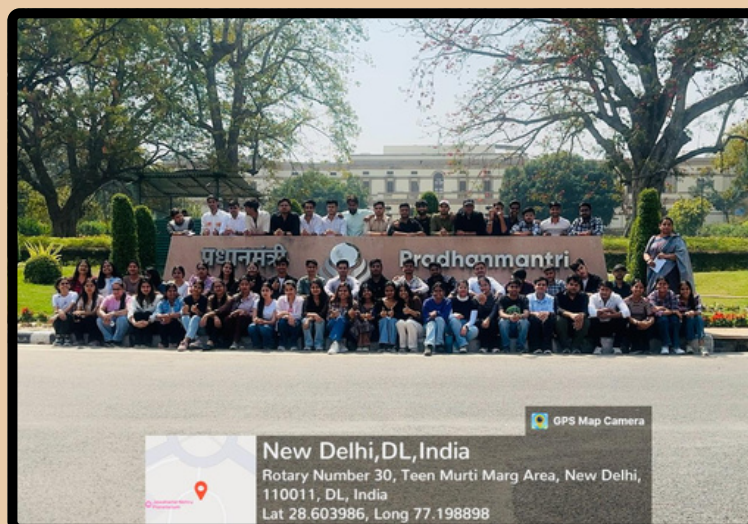 प्रधानमंत्री
Pradhanmantri
GPS Map Camera
New Delhi,DL,India
Rotary Number 30, Teen Murti Marg Area, New Delhi,
110011, DL, India
Lat 28.603986, Long 77.198898